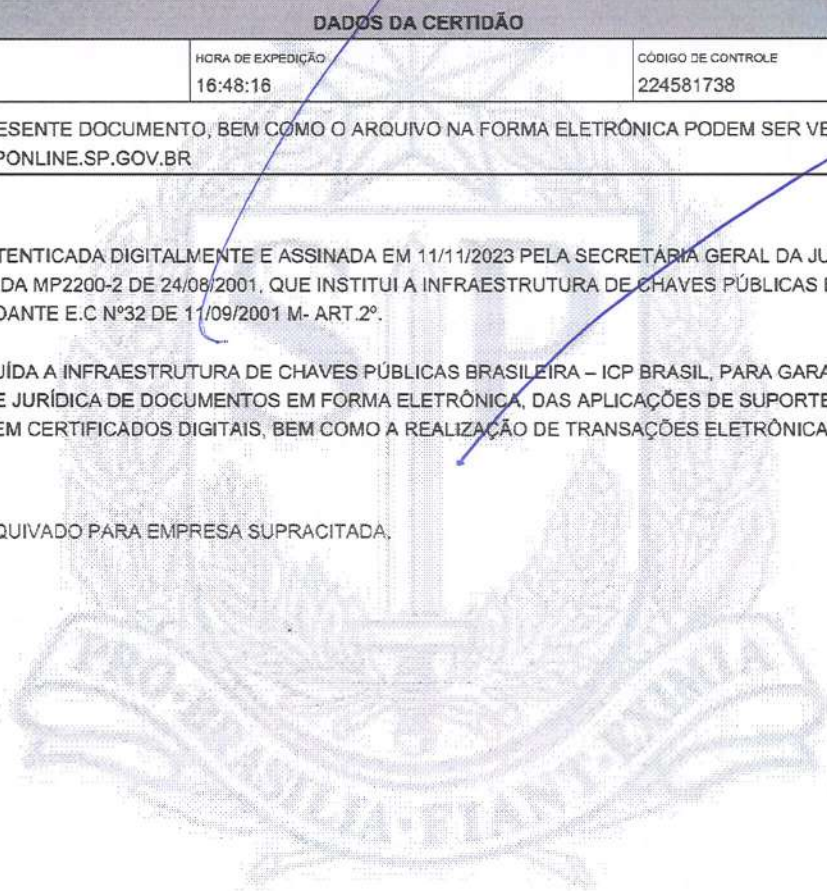 DADOS DA CERTIDÃO
HORA DE EXPEDIÇÃO CÓDIGO DE CONTROLE
16:48:16 224581738
ESENTE DOCUMENTO, BEM COMO O ARQUIVO NA FORMA ELETRÔNICA PODEM SER VE
PONLINE.SP.GOV.BR
TENTICADA DIGITALMENTE E ASSINADA EM 11/11/2023 PELA SECRETÁRIA GERAL DA JU
DA MP2200-2 DE 24/08/2001, QUE INSTITUI A INFRAESTRUTURA DE CHAVES PÚBLICAS
DANTE E.C Nº32 DE 11/09/2001 M- ART.2º.
UÍDA A INFRAESTRUTURA DE CHAVES PÚBLICAS BRASILEIRA – ICP BRASIL, PARA GARA
E JURÍDICA DE DOCUMENTOS EM FORMA ELETRÔNICA, DAS APLICAÇÕES DE SUPORTE
EM CERTIFICADOS DIGITAIS, BEM COMO A REALIZAÇÃO DE TRANSAÇÕES ELETRÔNICA
QUIVADO PARA EMPRESA SUPRACITADA.
SP
PRO·BRASILIA·FIANT·EXIMIA